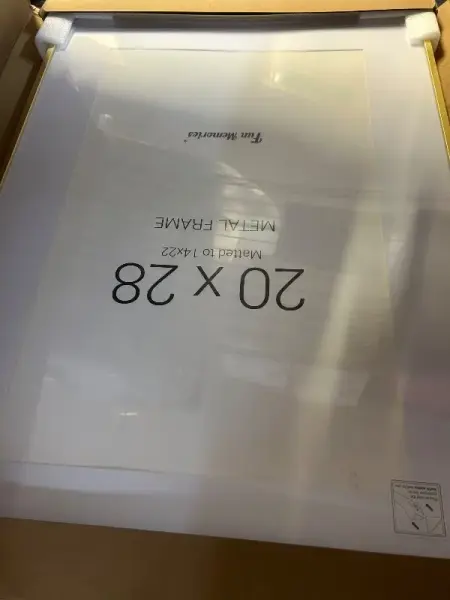 20 x 28
Matted to 14x22
METAL FRAME
Fun Memories